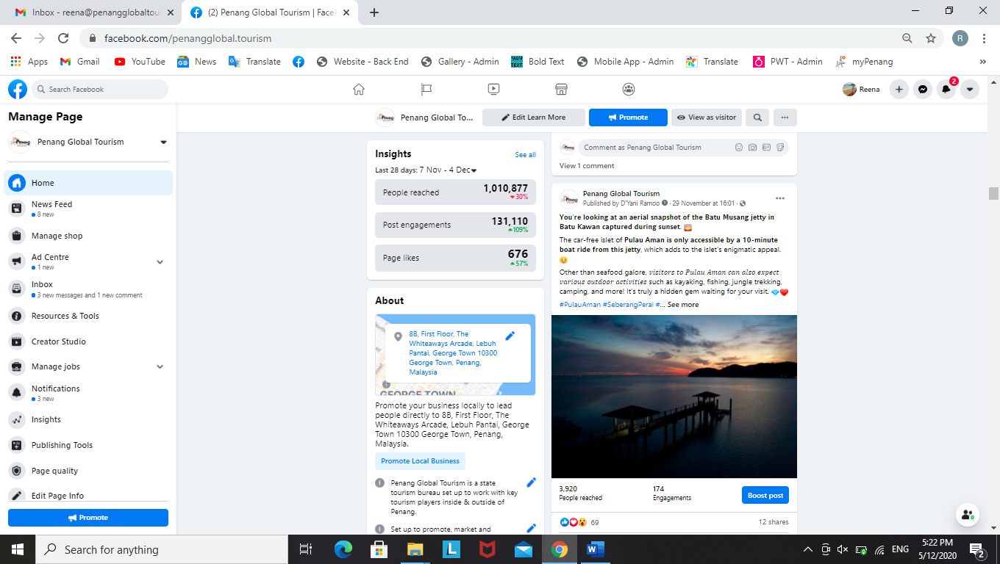 Inbox - reena@penangglobaltou
(2) Penang Global Tourism | Face
facebook.com/penangglobal.tourism
R
Apps
Gmail
YouTube
News
Translate
Website - Back End
Gallery - Admin
YAY TEXT
Bold Text
Mobile App - Admin
Translate
PWT - Admin
myPenang
»
Search Facebook
Reena
2
Manage Page
Penang Global Tourism
Home
News Feed
8 new
Manage shop
Ad Centre
1 new
Inbox
3 new messages and 1 new comment
Resources & Tools
Creator Studio
Manage jobs
Notifications
3 new
Insights
Publishing Tools
Page quality
Edit Page Info
Promote
Penang Global To...
Edit Learn More
Promote
View as visitor
Insights
See all
Last 28 days: 7 Nov - 4 Dec
People reached
1,010,877
30%
Post engagements
131,110
109%
Page likes
676
57%
About
8B, First Floor, The
Whiteaways Arcade, Lebuh
Pantai, George Town 10300
George Town, Penang,
Malaysia
GEORGE TOWN
Promote your business locally to lead
people directly to 8B, First Floor, The
Whiteaways Arcade, Lebuh Pantai, George
Town 10300 George Town, Penang,
Malaysia.
Promote Local Business
Penang Global Tourism is a state
tourism bureau set up to work with key
tourism players inside & outside of
Penang.
Set up to promote, market and
Comment as Penang Global Tourism
View 1 comment
Penang Global Tourism
Published by D'Yani Ramoo · 29 November at 16:01 ·
You're looking at an aerial snapshot of the Batu Musang jetty in
Batu Kawan captured during sunset. 🌅
The car-free islet of Pulau Aman is only accessible by a 10-minute
boat ride from this jetty, which adds to the islet's enigmatic appeal.
😉
Other than seafood galore, visitors to Pulau Aman can also expect
various outdoor activities such as kayaking, fishing, jungle trekking,
camping, and more! It's truly a hidden gem waiting for your visit. 💎❤️
#PulauAman #SeberangPerai #... See more
3,920
People reached
174
Engagements
Boost post
69
12 shares
0
Search for anything
L
W
ENG
5:22 PM
5/12/2020
2